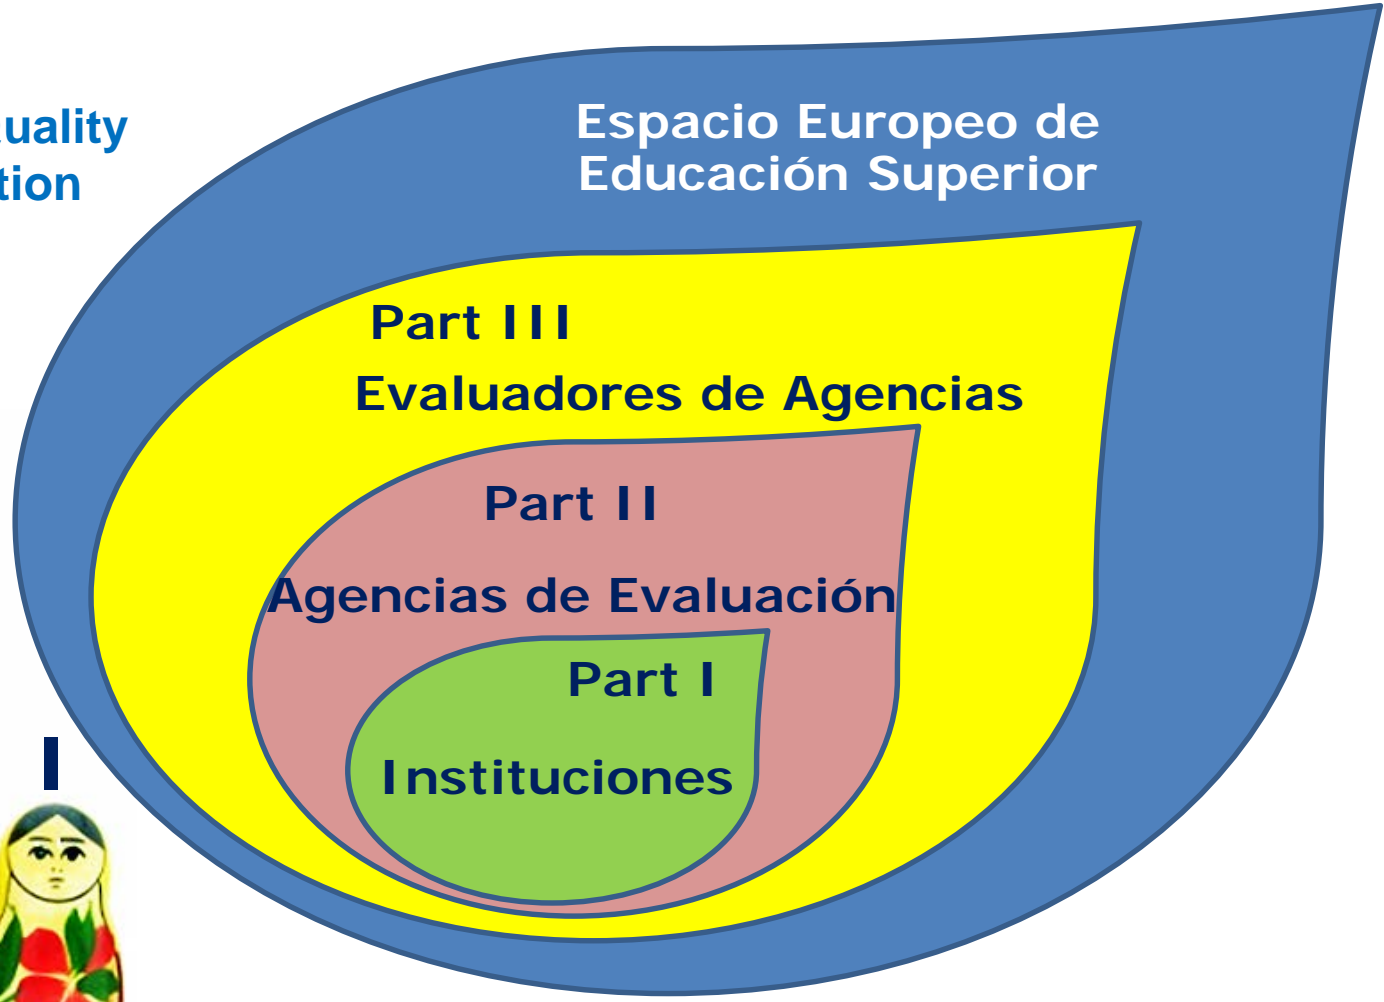 uality
tion
Espacio Europeo de
Educación Superior
Part III
Evaluadores de Agencias
Part II
Agencias de Evaluación
Part I
Instituciones
I